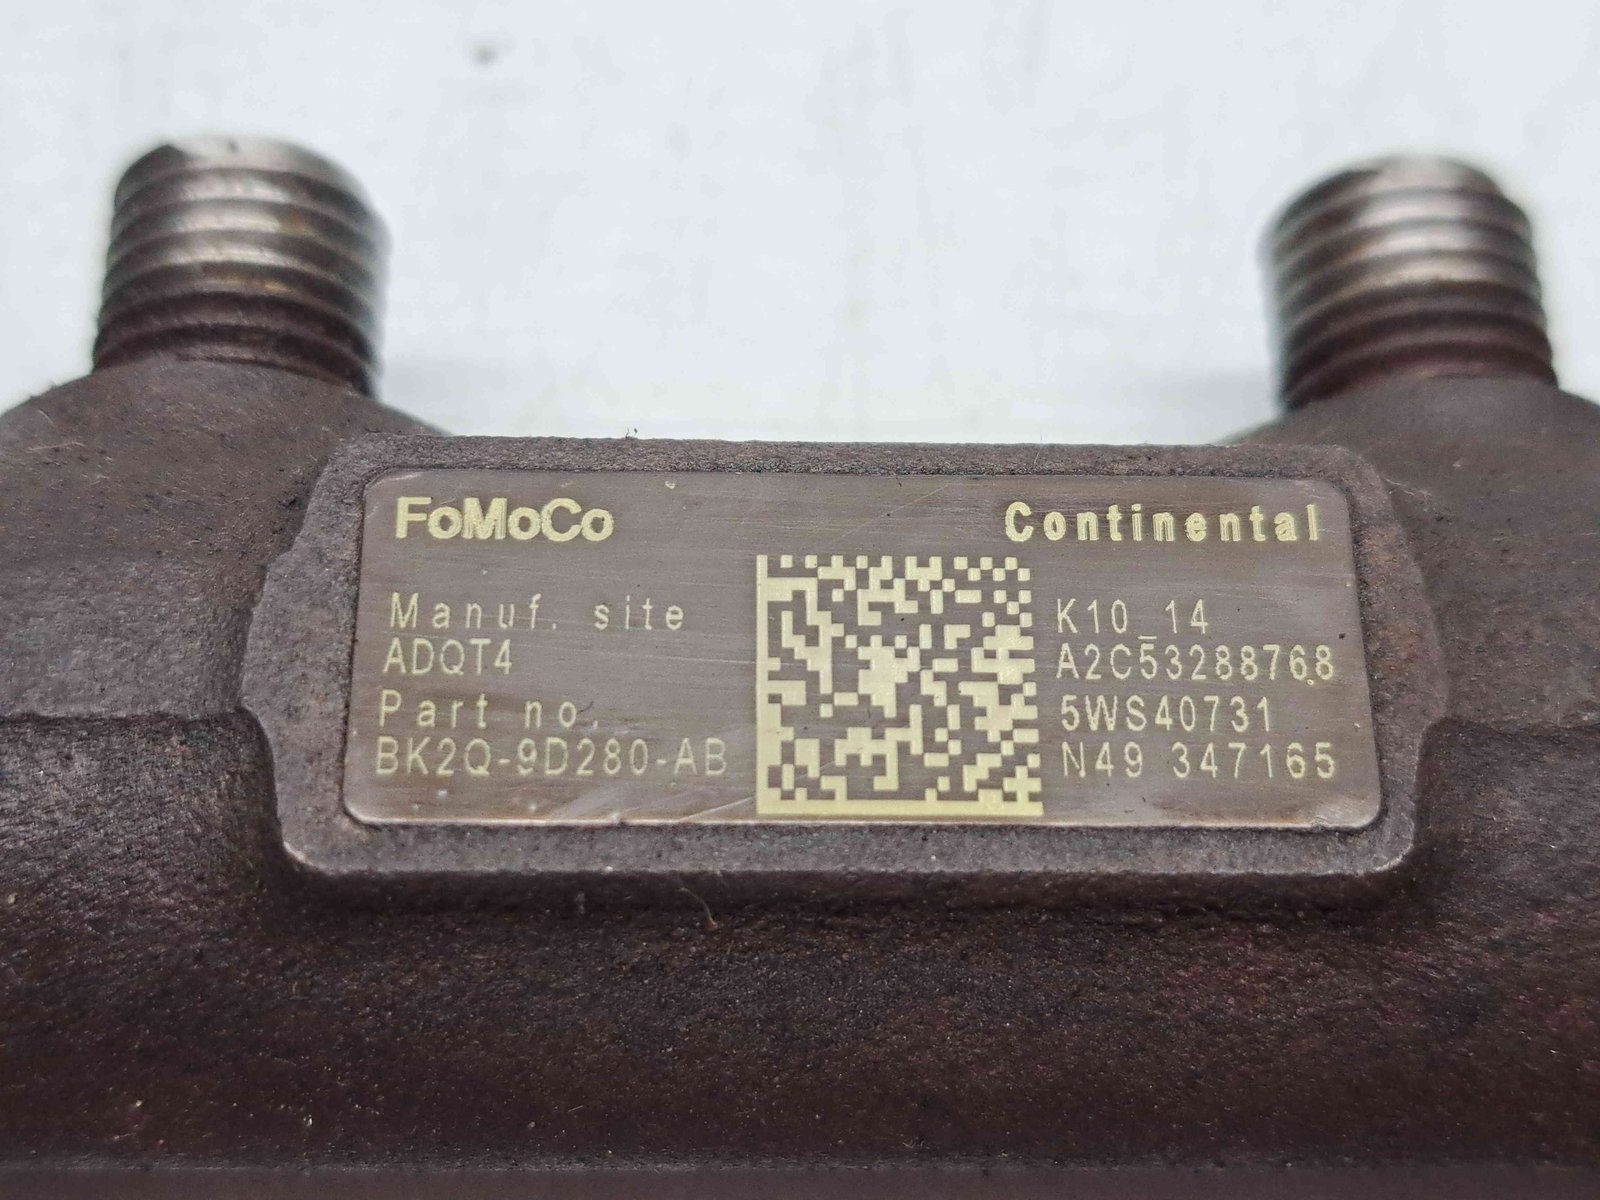 FoMoCo
Continental
Manuf. site
ADQT4
Part no.
BK2Q-9D280-AB
K10_14
A2C53288768
5WS40731
N49 347165